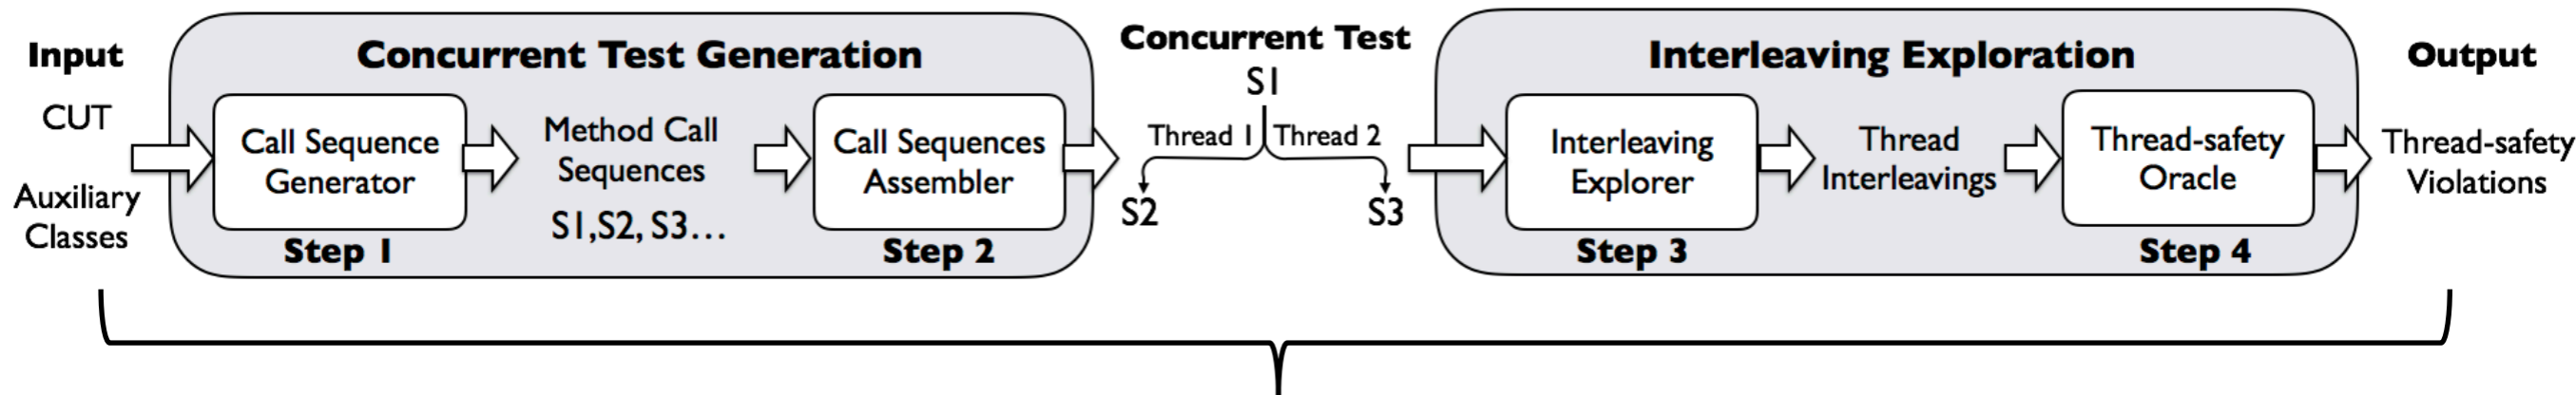 Input
CUT
Auxiliary
Classes
Concurrent Test Generation
Call Sequence
Generator
Step 1
Method Call
Sequences
S1,S2, S3...
Call Sequences
Assembler
Step 2
Concurrent Test
S1
Thread 1
Thread 2
S2
S3
Interleaving Exploration
Interleaving
Explorer
Step 3
Thread
Interleavings
Thread-safety
Oracle
Step 4
Output
Thread-safety
Violations